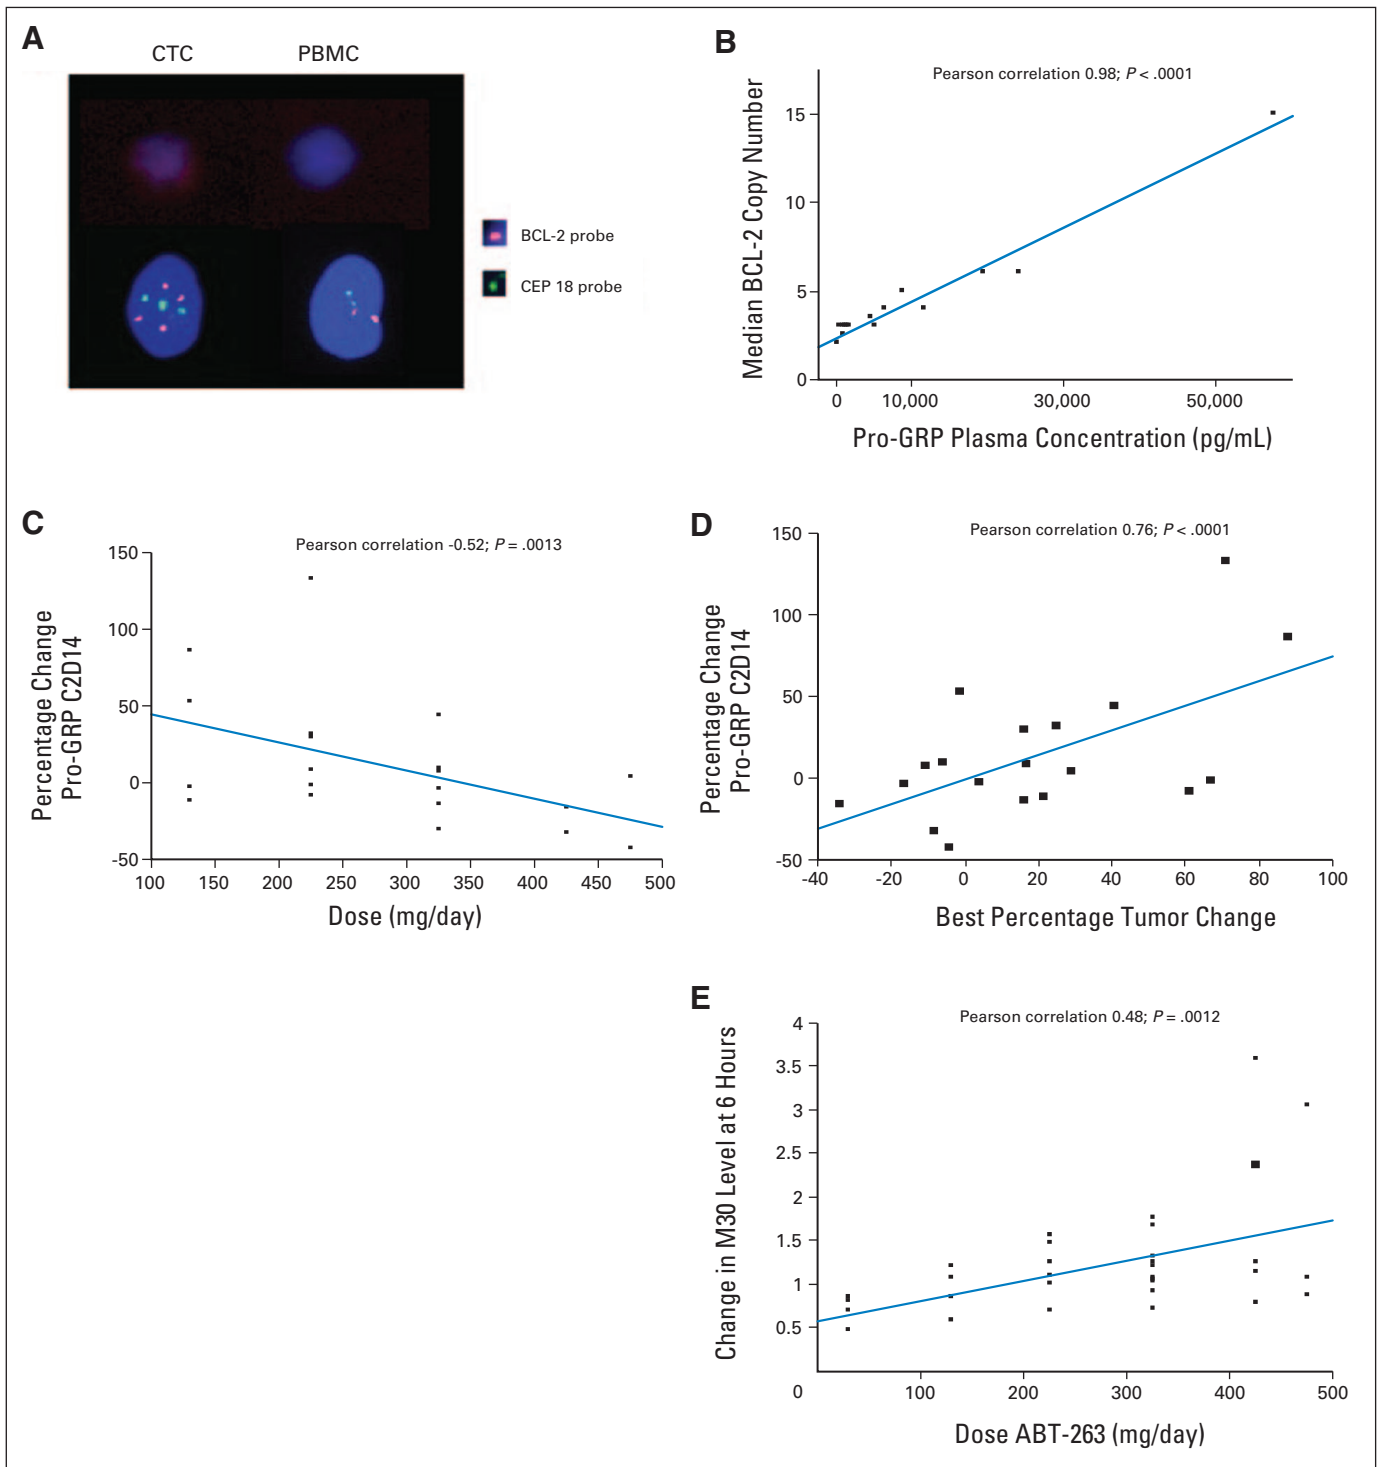 A
CTC PBMC
BCL-2 probe
CEP 18 probe
B
Pearson correlation 0.98; P < .0001
Median BCL-2 Copy Number
15
10
5
0
0 10,000 30,000 50,000
Pro-GRP Plasma Concentration (pg/mL)
C
Pearson correlation -0.52; P = .0013
Percentage Change
Pro-GRP C2D14
150
100
50
0
-50
100 150 200 250 300 350 400 450 500
Dose (mg/day)
D
Pearson correlation 0.76; P < .0001
Percentage Change
Pro-GRP C2D14
150
100
50
0
-50
-40 -20 0 20 40 60 80 100
Best Percentage Tumor Change
E
Pearson correlation 0.48; P = .0012
Change in M30 Level at 6 Hours
4
3.5
3
2.5
2
1.5
1
0.5
0 100 200 300 400 500
Dose ABT-263 (mg/day)